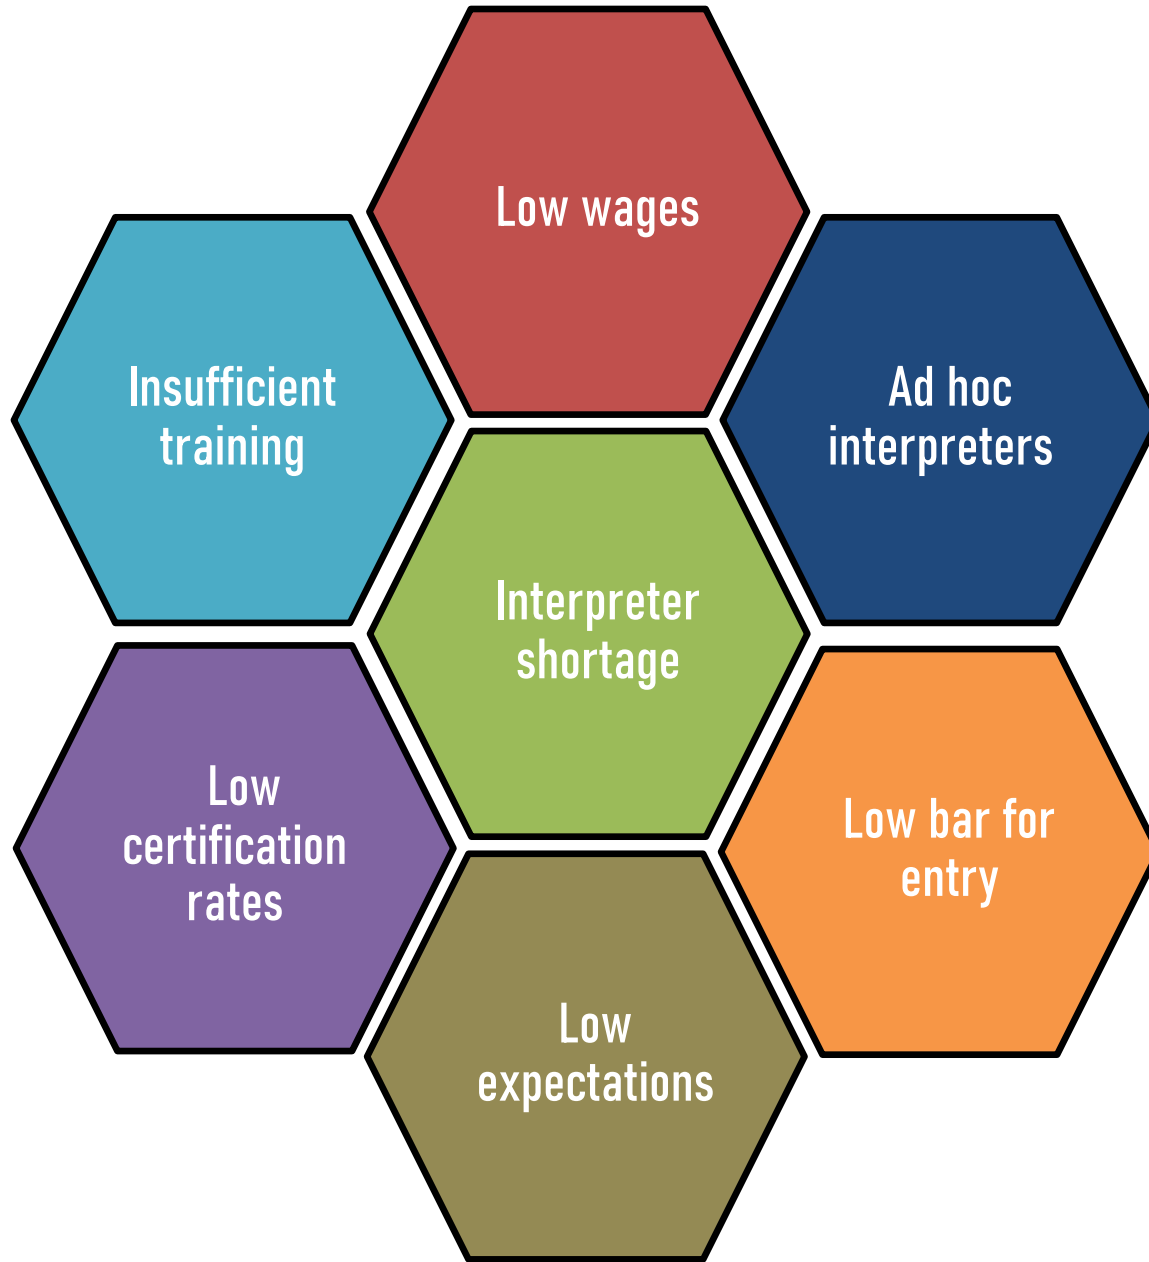 Low wages
Insufficient
training
Ad hoc
interpreters
Interpreter
shortage
Low
certification
rates
Low bar for
entry
Low
expectations